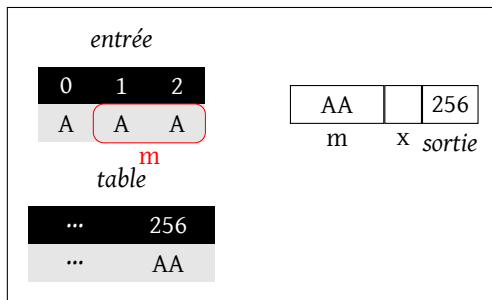 entrée
0 1 2
A A A
m
table
... 256
... AA
AA 256
m x sortie